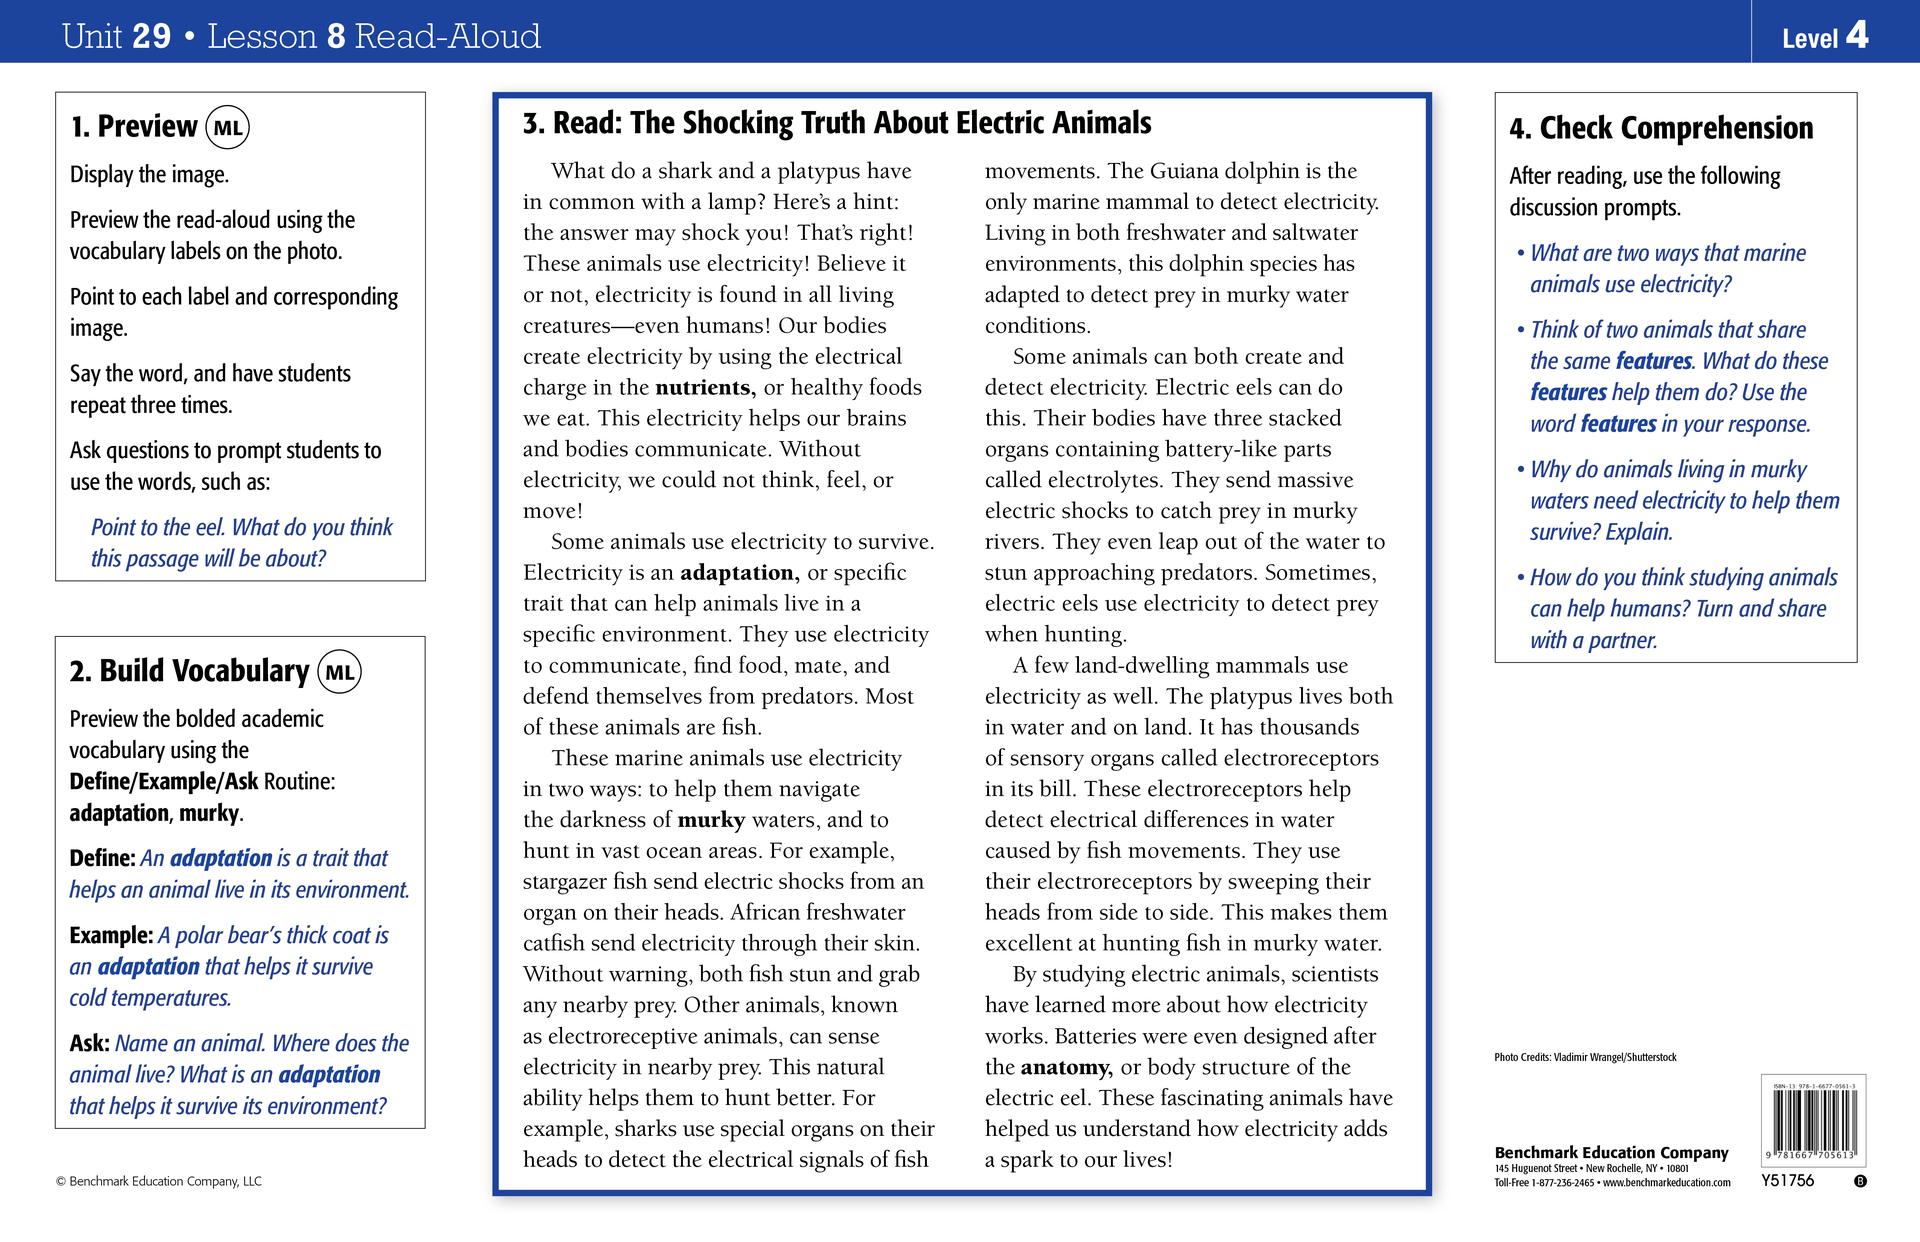 Unit 29 • Lesson 8 Read-Aloud
Level 4
1. Preview ML
Display the image.
Preview the read-aloud using the
vocabulary labels on the photo.
Point to each label and corresponding
image.
Say the word, and have students
repeat three times.
Ask questions to prompt students to
use the words, such as:
Point to the eel. What do you think
this passage will be about?
2. Build Vocabulary ML
Preview the bolded academic
vocabulary using the
Define/Example/Ask Routine:
adaptation, murky.
Define: An adaptation is a trait that
helps an animal live in its environment.
Example: A polar bear's thick coat is
an adaptation that helps it survive
cold temperatures.
Ask: Name an animal. Where does the
animal live? What is an adaptation
that helps it survive its environment?
© Benchmark Education Company, LLC
3. Read: The Shocking Truth About Electric Animals
What do a shark and a platypus have
in common with a lamp? Here's a hint:
the answer may shock you! That's right!
These animals use electricity! Believe it
or not, electricity is found in all living
creatures—even humans! Our bodies
create electricity by using the electrical
charge in the nutrients, or healthy foods
we eat. This electricity helps our brains
and bodies communicate. Without
electricity, we could not think, feel, or
move!
Some animals use electricity to survive.
Electricity is an adaptation, or specific
trait that can help animals live in a
specific environment. They use electricity
to communicate, find food, mate, and
defend themselves from predators. Most
of these animals are fish.
These marine animals use electricity
in two ways: to help them navigate
the darkness of murky waters, and to
hunt in vast ocean areas. For example,
stargazer fish send electric shocks from an
organ on their heads. African freshwater
catfish send electricity through their skin.
Without warning, both fish stun and grab
any nearby prey. Other animals, known
as electroreceptive animals, can sense
electricity in nearby prey. This natural
ability helps them to hunt better. For
example, sharks use special organs on their
heads to detect the electrical signals of fish
movements. The Guiana dolphin is the
only marine mammal to detect electricity.
Living in both freshwater and saltwater
environments, this dolphin species has
adapted to detect prey in murky water
conditions.
Some animals can both create and
detect electricity. Electric eels can do
this. Their bodies have three stacked
organs containing battery-like parts
called electrolytes. They send massive
electric shocks to catch prey in murky
rivers. They even leap out of the water to
stun approaching predators. Sometimes,
electric eels use electricity to detect prey
when hunting.
A few land-dwelling mammals use
electricity as well. The platypus lives both
in water and on land. It has thousands
of sensory organs called electroreceptors
in its bill. These electroreceptors help
detect electrical differences in water
caused by fish movements. They use
their electroreceptors by sweeping their
heads from side to side. This makes them
excellent at hunting fish in murky water.
By studying electric animals, scientists
have learned more about how electricity
works. Batteries were even designed after
the anatomy, or body structure of the
electric eel. These fascinating animals have
helped us understand how electricity adds
a spark to our lives!
4. Check Comprehension
After reading, use the following
discussion prompts.
• What are two ways that marine
animals use electricity?
• Think of two animals that share
the same features. What do these
features help them do? Use the
word features in your response.
• Why do animals living in murky
waters need electricity to help them
survive? Explain.
• How do you think studying animals
can help humans? Turn and share
with a partner.
Photo Credits: Vladimir Wrangel/Shutterstock
Benchmark Education Company
145 Huguenot Street • New Rochelle, NY • 10801
Toll-Free 1-877-236-2465 • www.benchmarkeducation.com
ISBN-13 978-1-6677-0561-3
9 781667 705613
Y51756
B